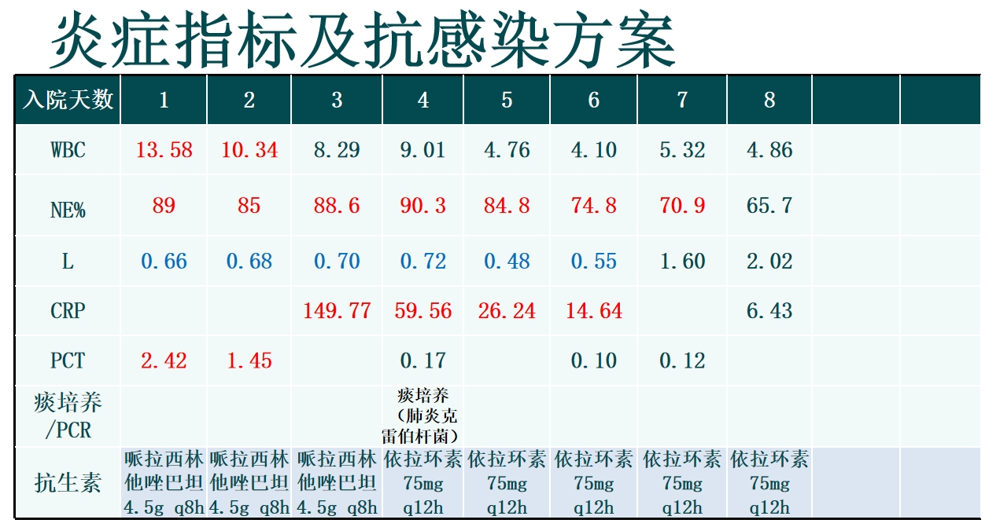 炎症指标及抗感染方案
入院天数 1 2 3 4 5 6 7 8
WBC 13.58 10.34 8.29 9.01 4.76 4.10 5.32 4.86
NE% 89 85 88.6 90.3 84.8 74.8 70.9 65.7
L 0.66 0.68 0.70 0.72 0.48 0.55 1.60 2.02
CRP 149.77 59.56 26.24 14.64 6.43
PCT 2.42 1.45 0.17 0.10 0.12
痰培养
/PCR
痰培养
（肺炎克
雷伯杆菌）
抗生素
哌拉西林
他唑巴坦
4.5g q8h
哌拉西林
他唑巴坦
4.5g q8h
哌拉西林
他唑巴坦
4.5g q8h
依拉环素
75mg
q12h
依拉环素
75mg
q12h
依拉环素
75mg
q12h
依拉环素
75mg
q12h
依拉环素
75mg
q12h